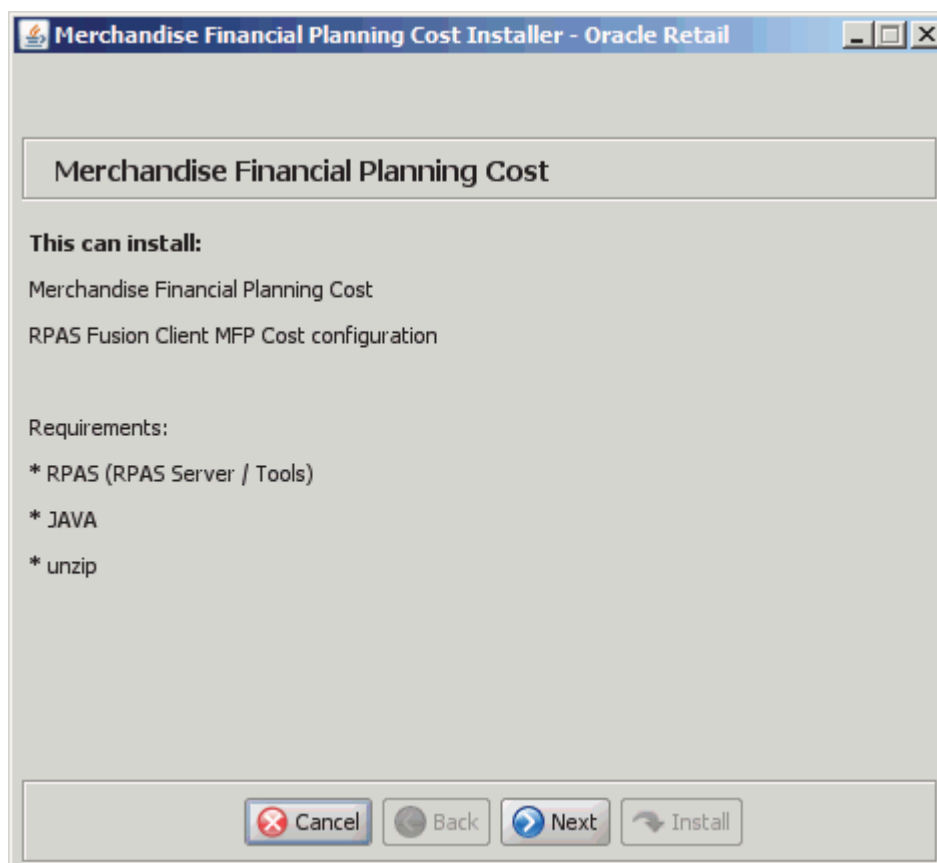 Merchandise Financial Planning Cost Installer - Oracle Retail
Merchandise Financial Planning Cost
This can install:
Merchandise Financial Planning Cost
RPAS Fusion Client MFP Cost configuration
Requirements:
* RPAS (RPAS Server / Tools)
* JAVA
* unzip
Cancel Back Next Install